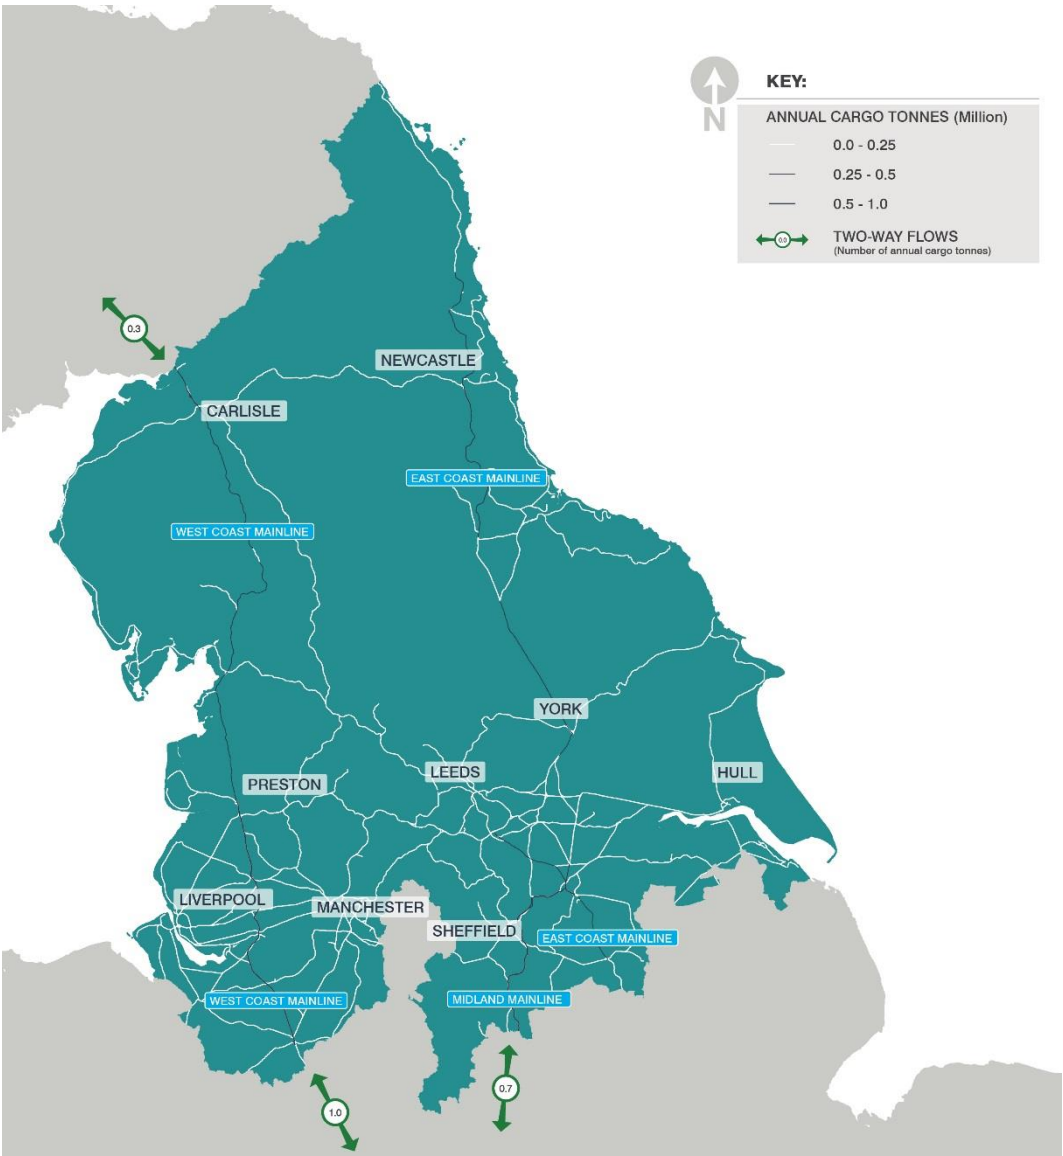 KEY:
N
ANNUAL CARGO TONNES (Million)
0.0 - 0.25
0.25 - 0.5
0.5 - 1.0
0.0
TWO-WAY FLOWS
(Number of annual cargo tonnes)
0.3
NEWCASTLE
CARLISLE
EAST COAST MAINLINE
WEST COAST MAINLINE
YORK
LEEDS
HULL
PRESTON
LIVERPOOL
MANCHESTER
SHEFFIELD
EAST COAST MAINLINE
WEST COAST MAINLINE
MIDLAND MAINLINE
0.7
1.0